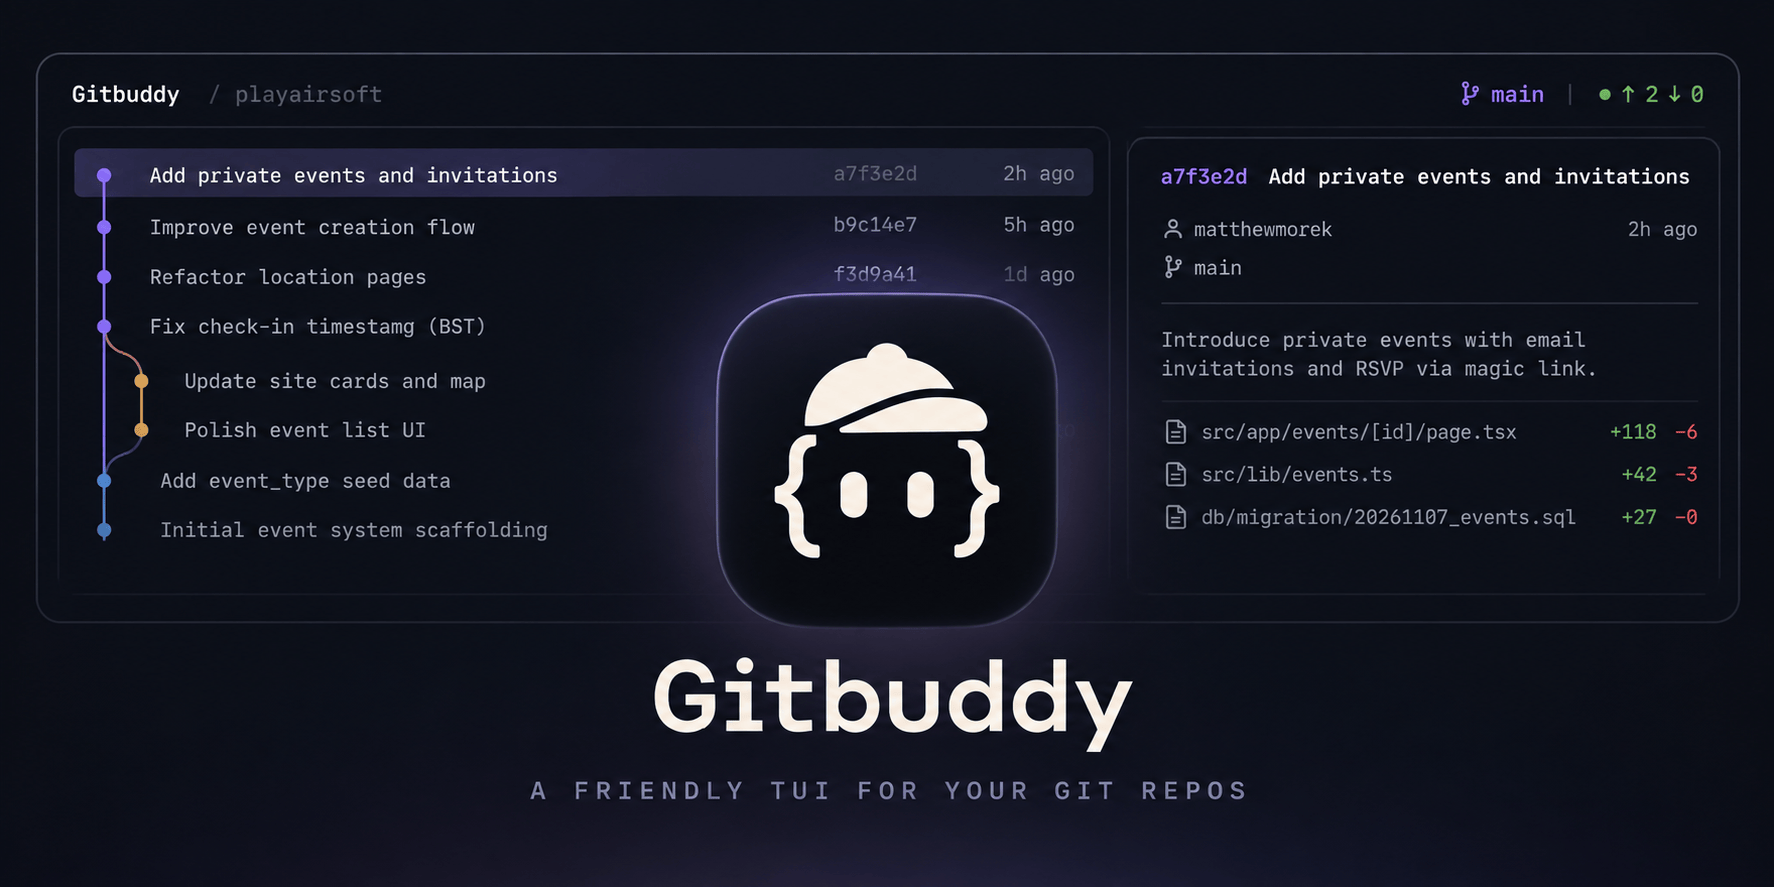 Gitbuddy / playairsoft
main | ● ↑ 2 ↓ 0
Add private events and invitations a7f3e2d 2h ago
Improve event creation flow b9c14e7 5h ago
Refactor location pages f3d9a41 1d ago
Fix check-in timestamg (BST)
Update site cards and map
Polish event list UI
Add event_type seed data
Initial event system scaffolding
a7f3e2d Add private events and invitations
matthewmorek 2h ago
main
Introduce private events with email
invitations and RSVP via magic link.
src/app/events/[id]/page.tsx +118 −6
src/lib/events.ts +42 −3
db/migration/20261107_events.sql +27 −0
Gitbuddy
A FRIENDLY TUI FOR YOUR GIT REPOS